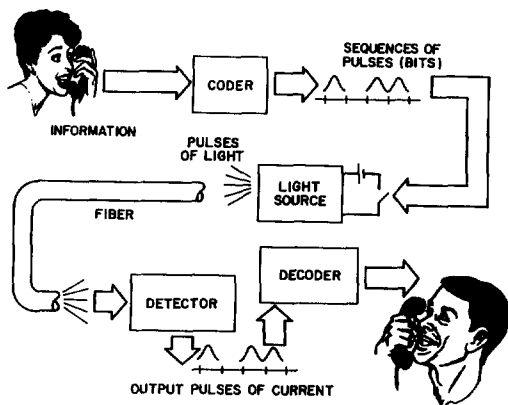 SEQUENCES OF
PULSES (BITS)
CODER
INFORMATION
PULSES
OF LIGHT
LIGHT
SOURCE
FIBER
DETECTOR
DECODER
OUTPUT PULSES OF CURRENT